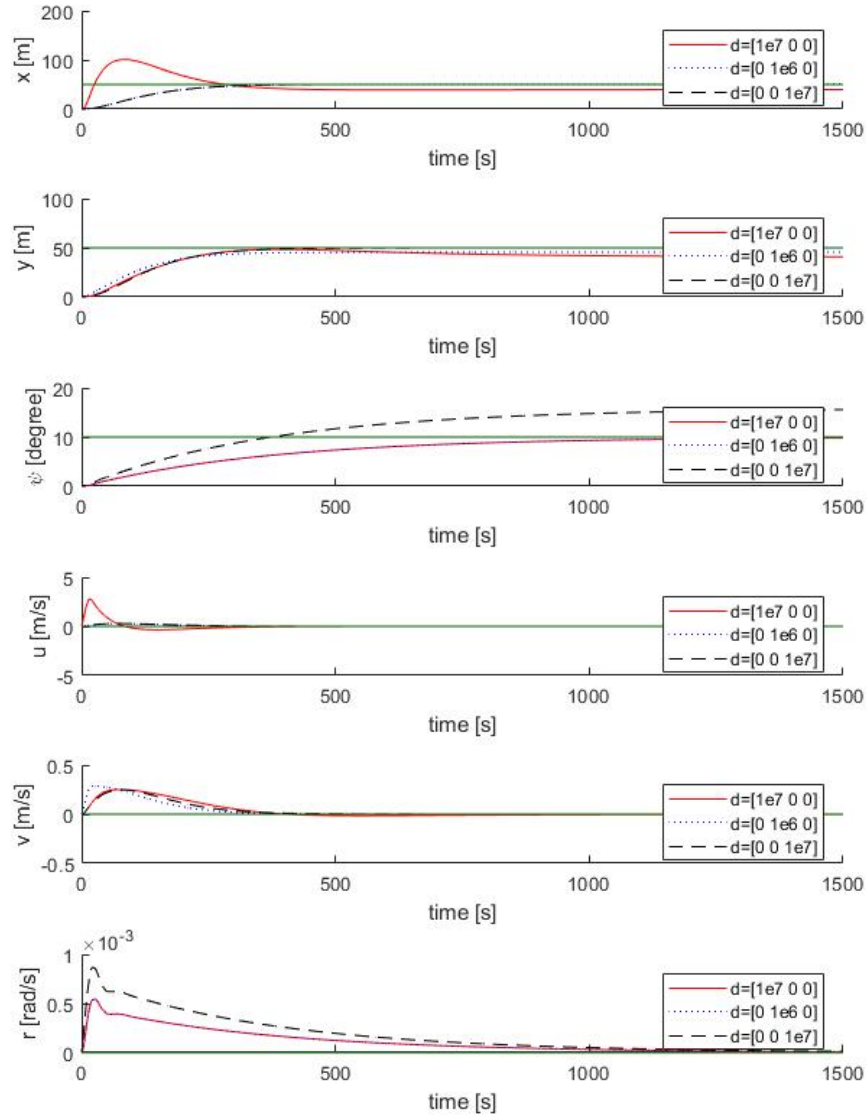 200
100
0
x [m]
d=[1e7 0 0]
d=[0 1e6 0]
d=[0 0 1e7]
0 500 1000 1500
time [s]
100
50
0
y [m]
d=[1e7 0 0]
d=[0 1e6 0]
d=[0 0 1e7]
0 500 1000 1500
time [s]
20
10
0
ψ [degree]
d=[1e7 0 0]
d=[0 1e6 0]
d=[0 0 1e7]
0 500 1000 1500
time [s]
5
0
-5
u [m/s]
d=[1e7 0 0]
d=[0 1e6 0]
d=[0 0 1e7]
0 500 1000 1500
time [s]
0.5
0
-0.5
v [m/s]
d=[1e7 0 0]
d=[0 1e6 0]
d=[0 0 1e7]
0 500 1000 1500
time [s]
×10⁻³
1
0.5
0
r [rad/s]
d=[1e7 0 0]
d=[0 1e6 0]
d=[0 0 1e7]
0 500 1000 1500
time [s]